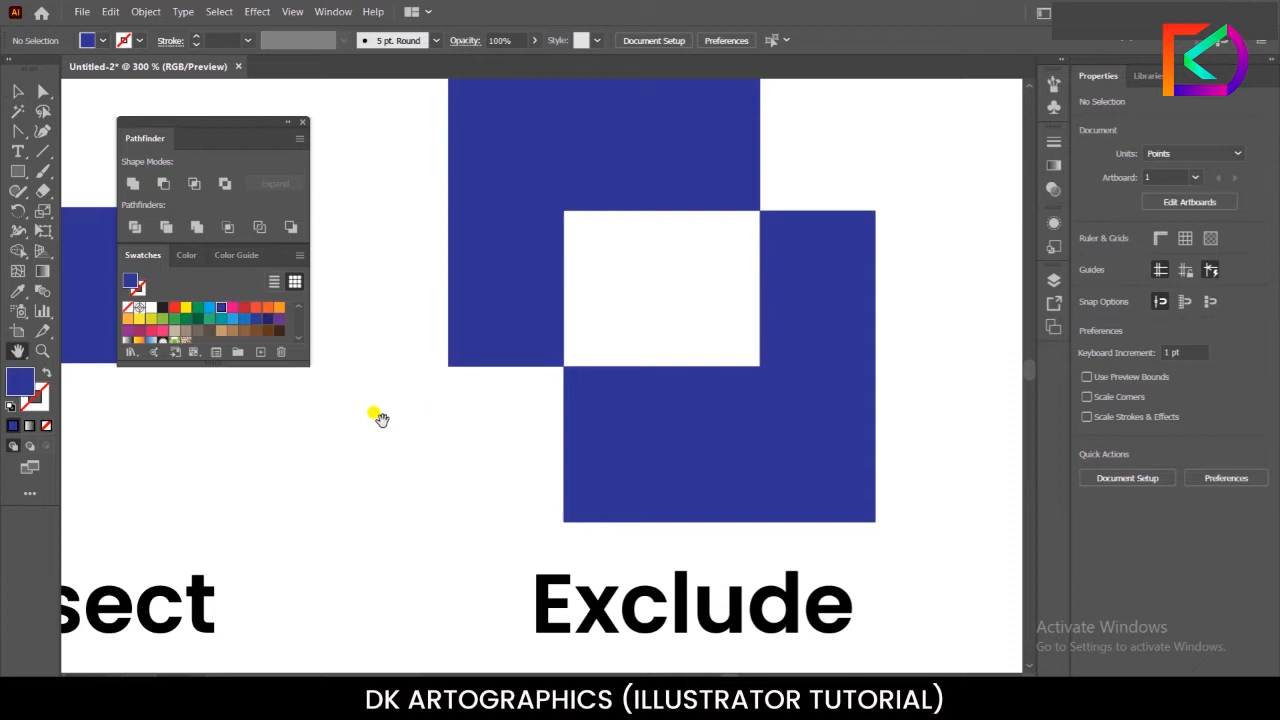 Ai File Edit Object Type Select Effect View Window Help
No Selection Stroke: 5 pt. Round Opacity: 100% Style: Document Setup Preferences
Untitled-2* @ 300 % (RGB/Preview)
Properties Libraries
No Selection
Document
Units: Points
Artboard: 1
Edit Artboards
Ruler & Grids
Guides
Snap Options
Preferences
Keyboard Increment: 1 pt
Use Preview Bounds
Scale Corners
Scale Strokes & Effects
Quick Actions
Document Setup Preferences
Pathfinder
Shape Modes:
Expand
Pathfinders:
Swatches Color Color Guide
sect
Exclude
Activate Windows
Go to Settings to activate Windows.
DK ARTOGRAPHICS (ILLUSTRATOR TUTORIAL)